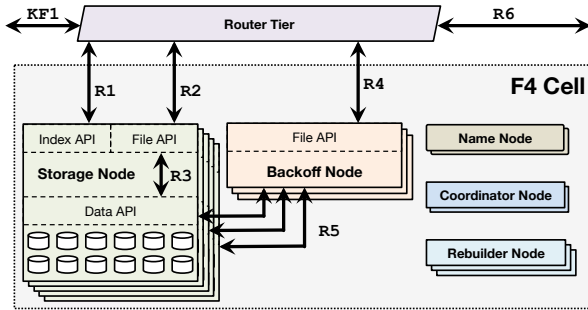 KF1
Router Tier
R6
R1
R2
R4
F4 Cell
Index API
File API
File API
Name Node
Storage Node
R3
Backoff Node
Data API
Coordinator Node
R5
Rebuilder Node